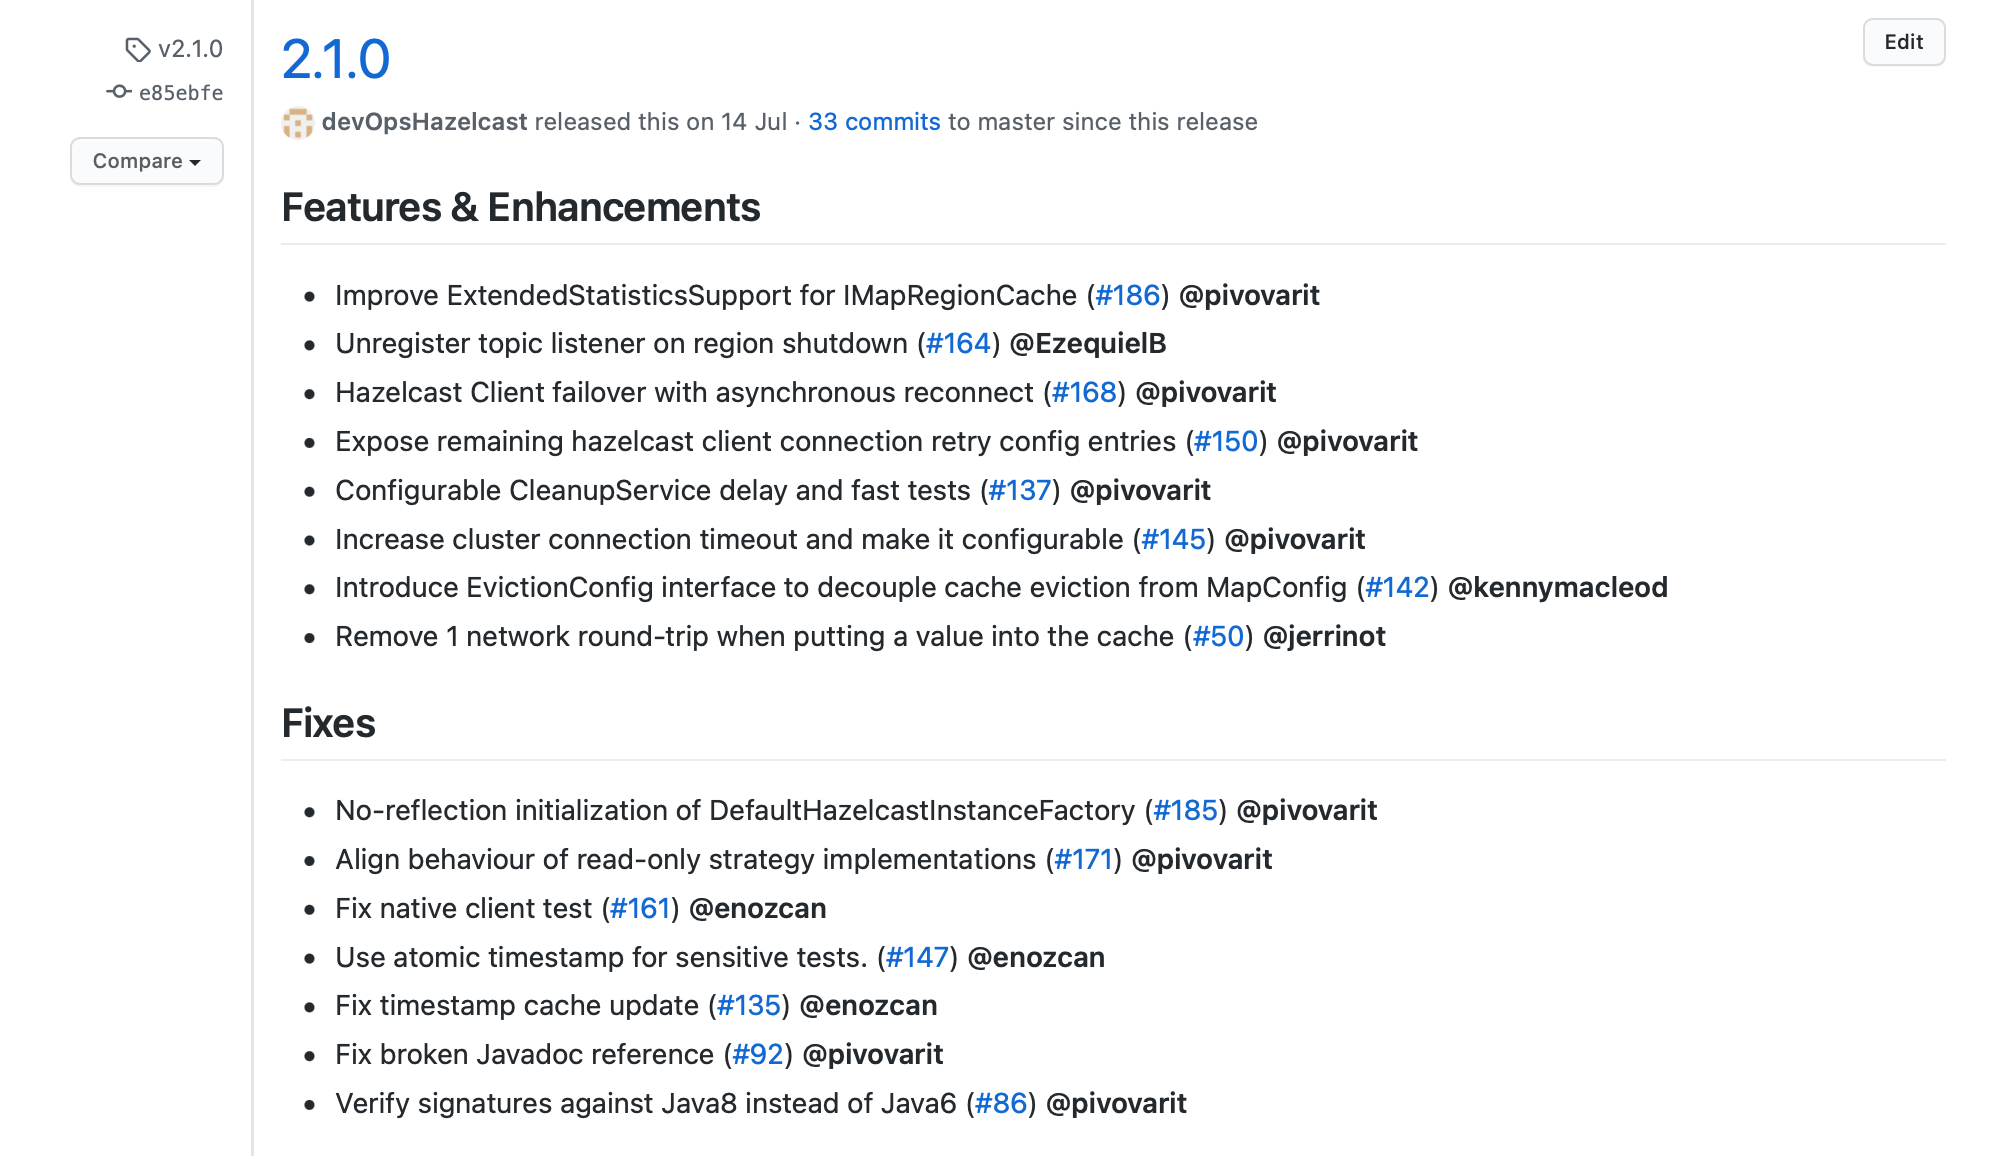 v2.1.0
e85ebfe
Compare
2.1.0
Edit
devOpsHazelcast released this on 14 Jul · 33 commits to master since this release
Features & Enhancements
• Improve ExtendedStatisticsSupport for IMapRegionCache (#186) @pivovarit
• Unregister topic listener on region shutdown (#164) @EzequielB
• Hazelcast Client failover with asynchronous reconnect (#168) @pivovarit
• Expose remaining hazelcast client connection retry config entries (#150) @pivovarit
• Configurable CleanupService delay and fast tests (#137) @pivovarit
• Increase cluster connection timeout and make it configurable (#145) @pivovarit
• Introduce EvictionConfig interface to decouple cache eviction from MapConfig (#142) @kennymacleod
• Remove 1 network round-trip when putting a value into the cache (#50) @jerrinot
Fixes
• No-reflection initialization of DefaultHazelcastInstanceFactory (#185) @pivovarit
• Align behaviour of read-only strategy implementations (#171) @pivovarit
• Fix native client test (#161) @enozcan
• Use atomic timestamp for sensitive tests. (#147) @enozcan
• Fix timestamp cache update (#135) @enozcan
• Fix broken Javadoc reference (#92) @pivovarit
• Verify signatures against Java8 instead of Java6 (#86) @pivovarit